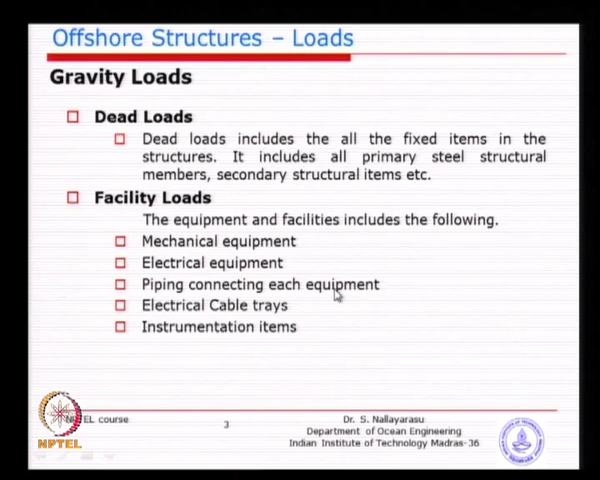 Offshore Structures – Loads
Gravity Loads
Dead Loads
Dead loads includes the all the fixed items in the
structures. It includes all primary steel structural
members, secondary structural items etc.
Facility Loads
The equipment and facilities includes the following.
Mechanical equipment
Electrical equipment
Piping connecting each equipment
Electrical Cable trays
Instrumentation items
NPTEL course
3
Dr. S. Nallayarasu
Department of Ocean Engineering
Indian Institute of Technology Madras-36
NPTEL